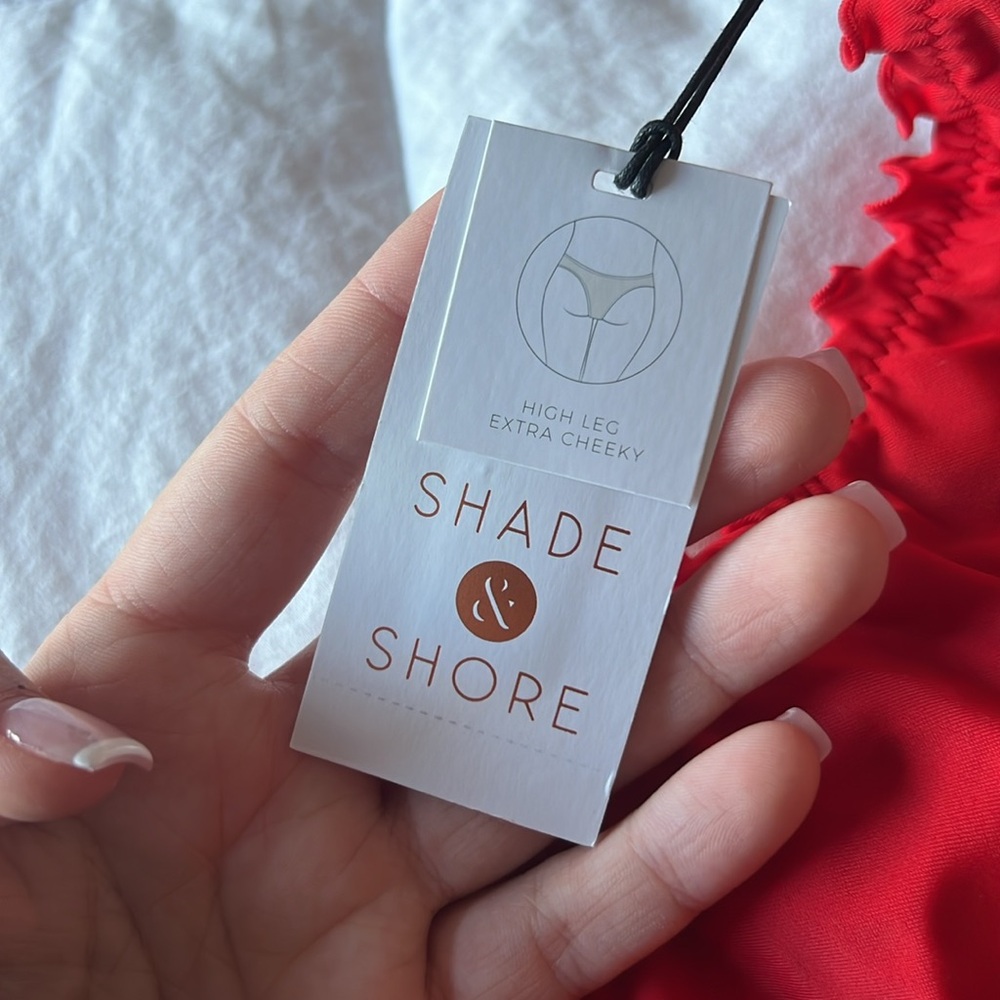 HIGH LEG
EXTRA CHEEKY
SHADE
&
SHORE